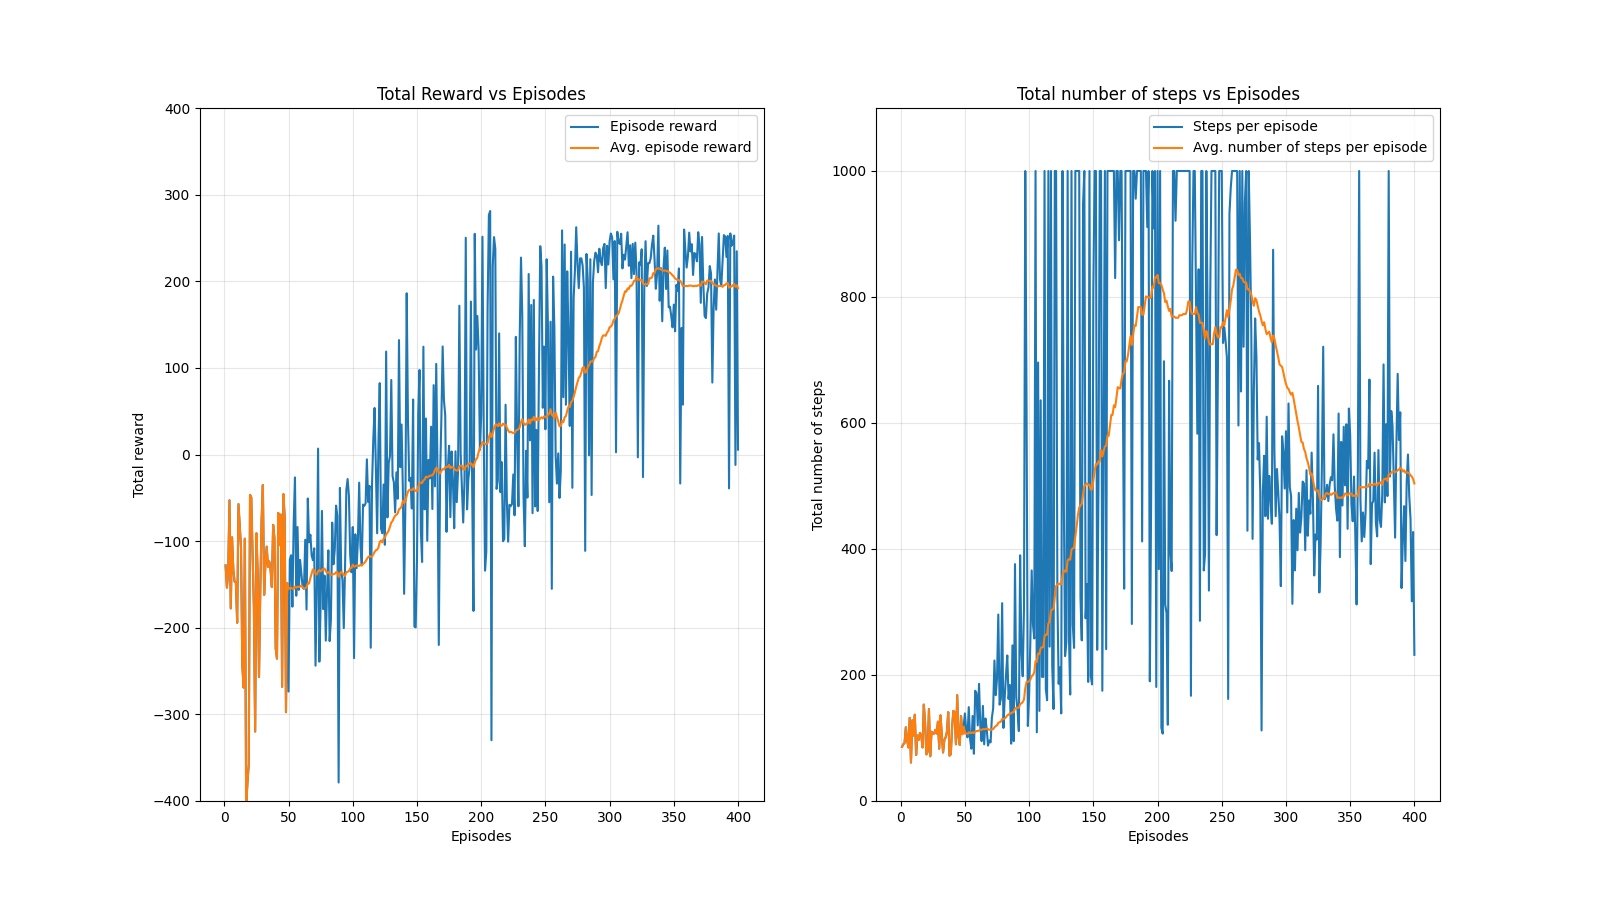 Total Reward vs Episodes
400
300
200
100
0
−100
−200
−300
−400
Total reward
Episode reward
Avg. episode reward
0 50 100 150 200 250 300 350 400
Episodes
Total number of steps vs Episodes
1000
800
600
400
200
0
Total number of steps
Steps per episode
Avg. number of steps per episode
0 50 100 150 200 250 300 350 400
Episodes